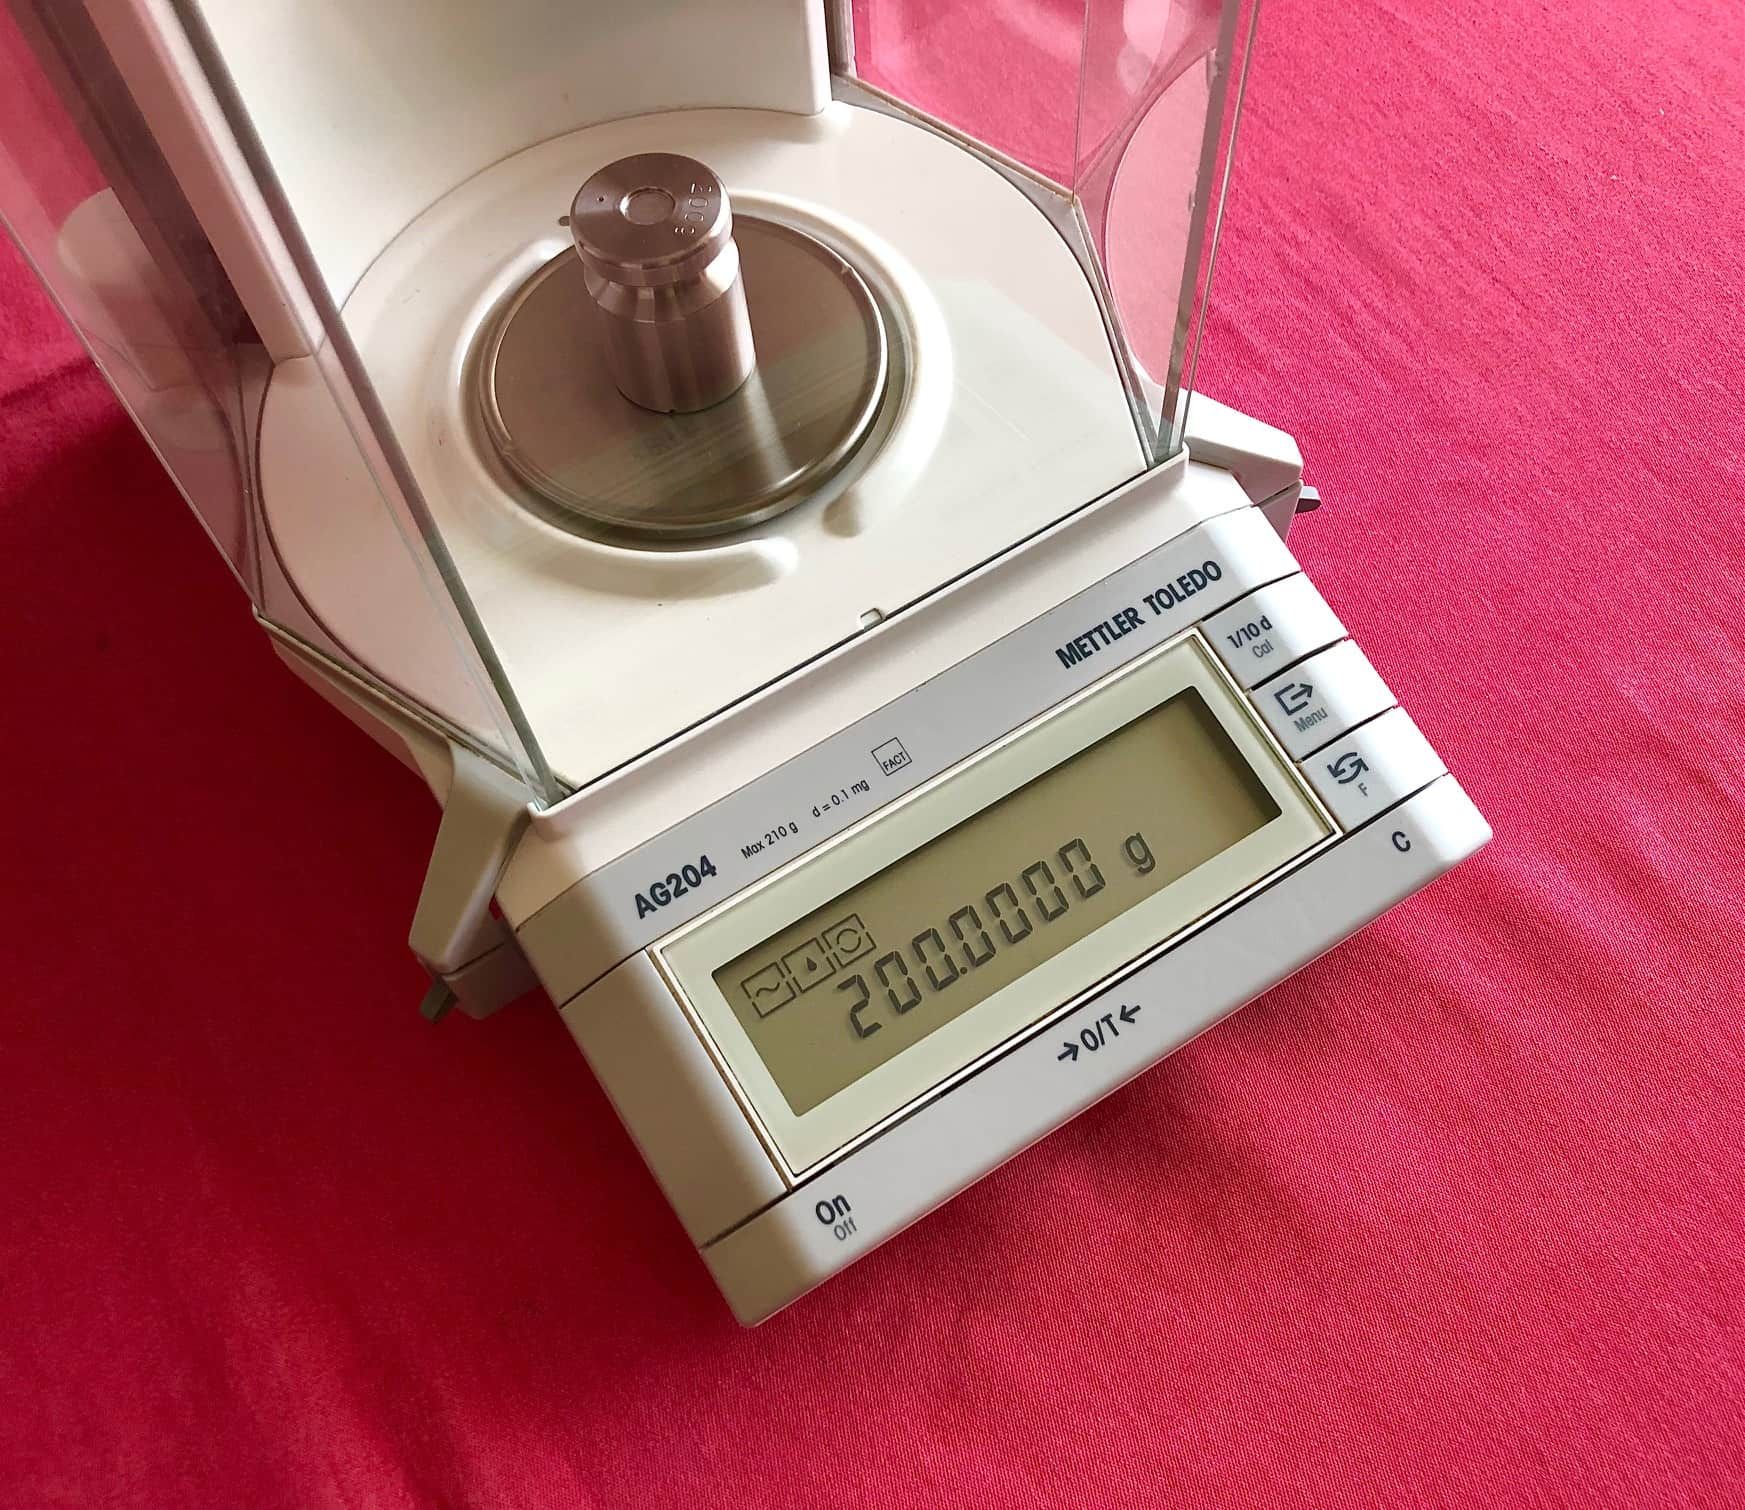 200g
METTLER TOLEDO
AG204 Max 210 g d = 0.1 mg FACT
1/10 d
Cal
Menu
F
200.0000 g
C
→0/T←
On
Off